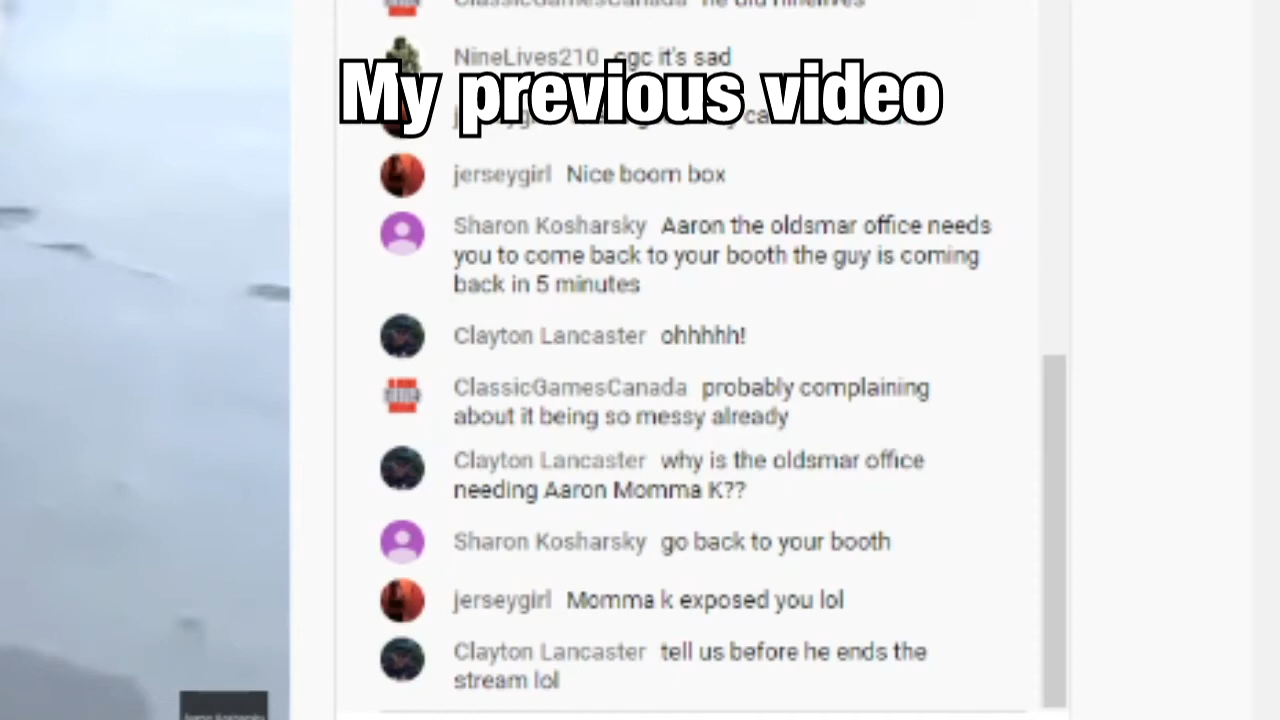 ClassicGamesCanada he did ninelives
NineLives210 cgc it's sad
My previous video
jerseygirl Nice boom box
Sharon Kosharsky Aaron the oldsmar office needs
you to come back to your booth the guy is coming
back in 5 minutes
Clayton Lancaster ohhhhh!
ClassicGamesCanada probably complaining
about it being so messy already
Clayton Lancaster why is the oldsmar office
needing Aaron Momma K??
Sharon Kosharsky go back to your booth
jerseygirl Momma k exposed you lol
Clayton Lancaster tell us before he ends the
stream lol